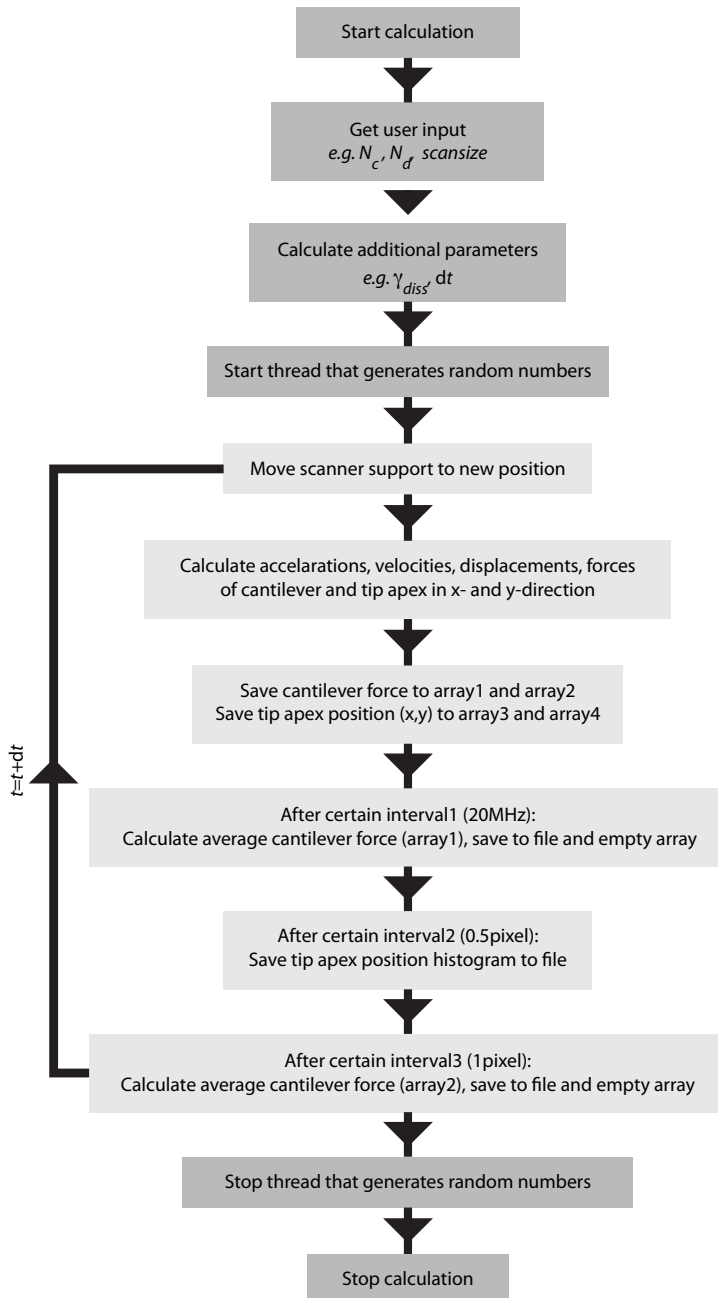 Start calculation
Get user input
e.g. Nc, Nd, scansize
Calculate additional parameters
e.g. γdiss, dt
Start thread that generates random numbers
Move scanner support to new position
Calculate accelarations, velocities, displacements, forces
of cantilever and tip apex in x- and y-direction
Save cantilever force to array1 and array2
Save tip apex position (x,y) to array3 and array4
t=t+dt
After certain interval1 (20MHz):
Calculate average cantilever force (array1), save to file and empty array
After certain interval2 (0.5pixel):
Save tip apex position histogram to file
After certain interval3 (1pixel):
Calculate average cantilever force (array2), save to file and empty array
Stop thread that generates random numbers
Stop calculation